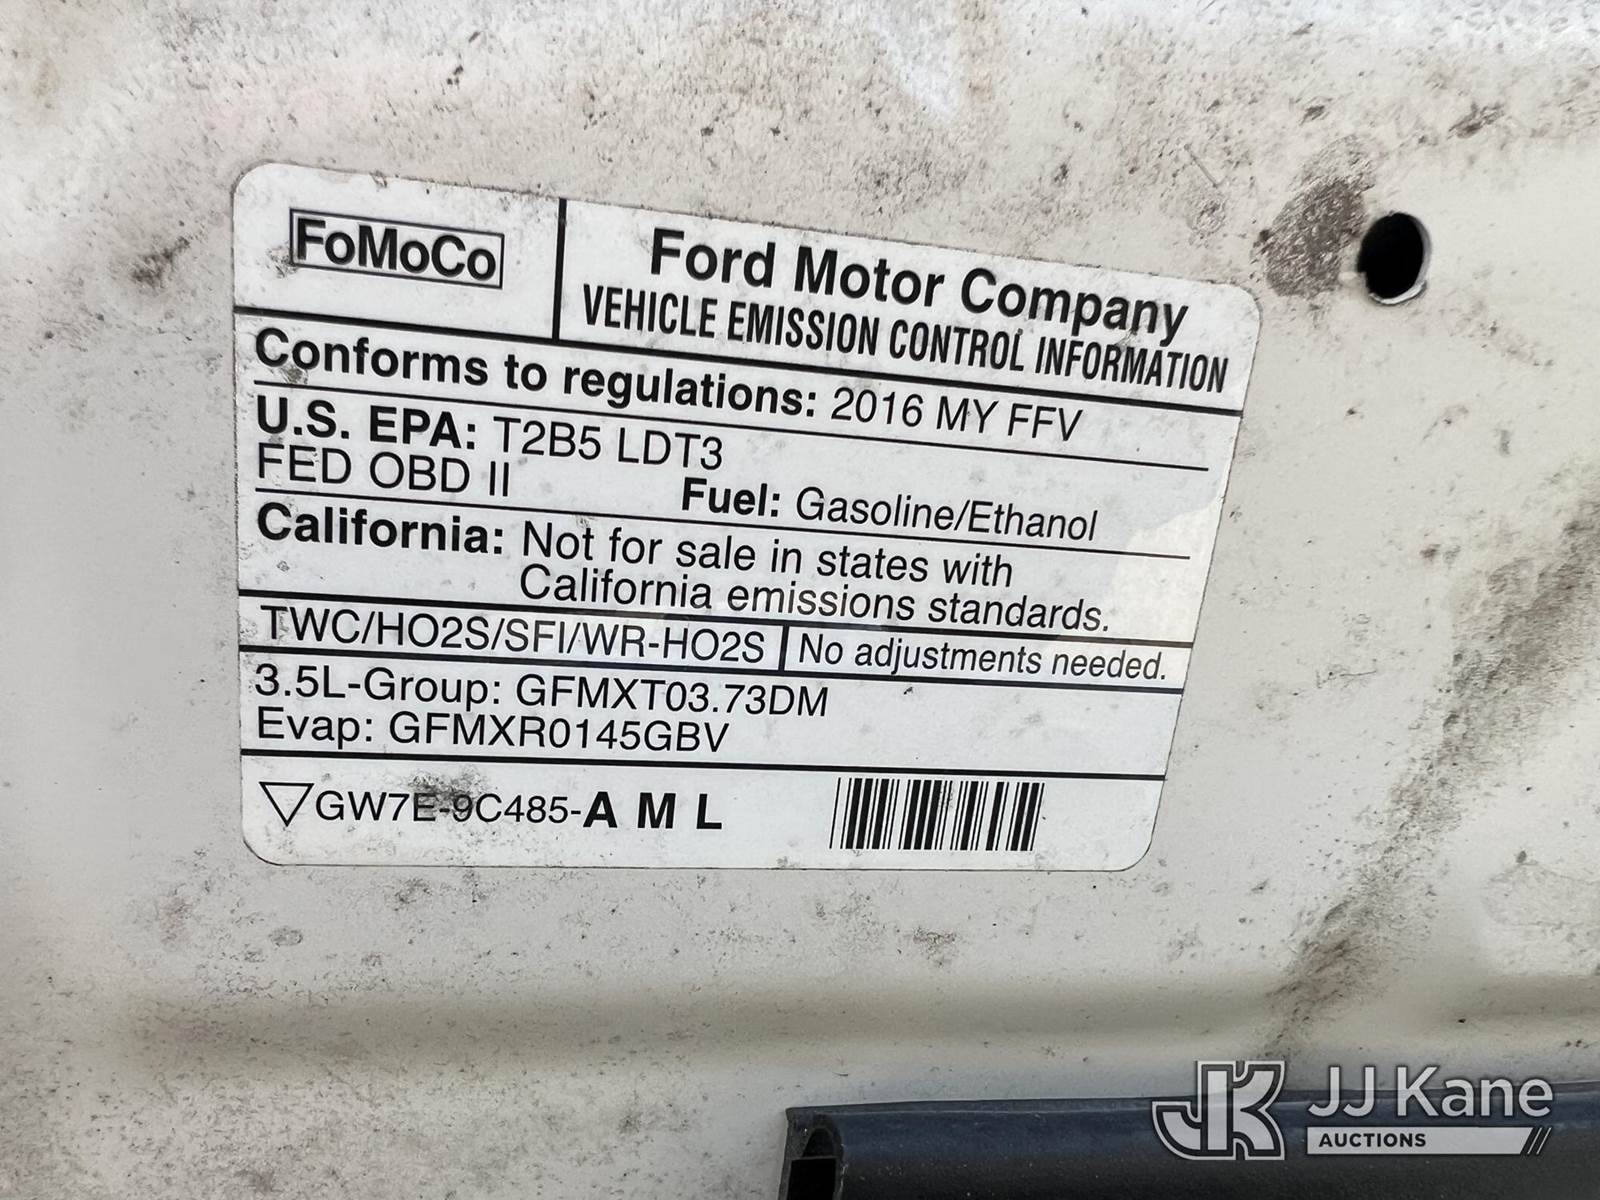 FoMoCo
Ford Motor Company
VEHICLE EMISSION CONTROL INFORMATION
Conforms to regulations: 2016 MY FFV
U.S. EPA: T2B5 LDT3
FED OBD II Fuel: Gasoline/Ethanol
California: Not for sale in states with
California emissions standards.
TWC/HO2S/SFI/WR-HO2S No adjustments needed.
3.5L-Group: GFMXT03.73DM
Evap: GFMXR0145GBV
GW7E-9C485-A M L
JK JJ Kane
AUCTIONS